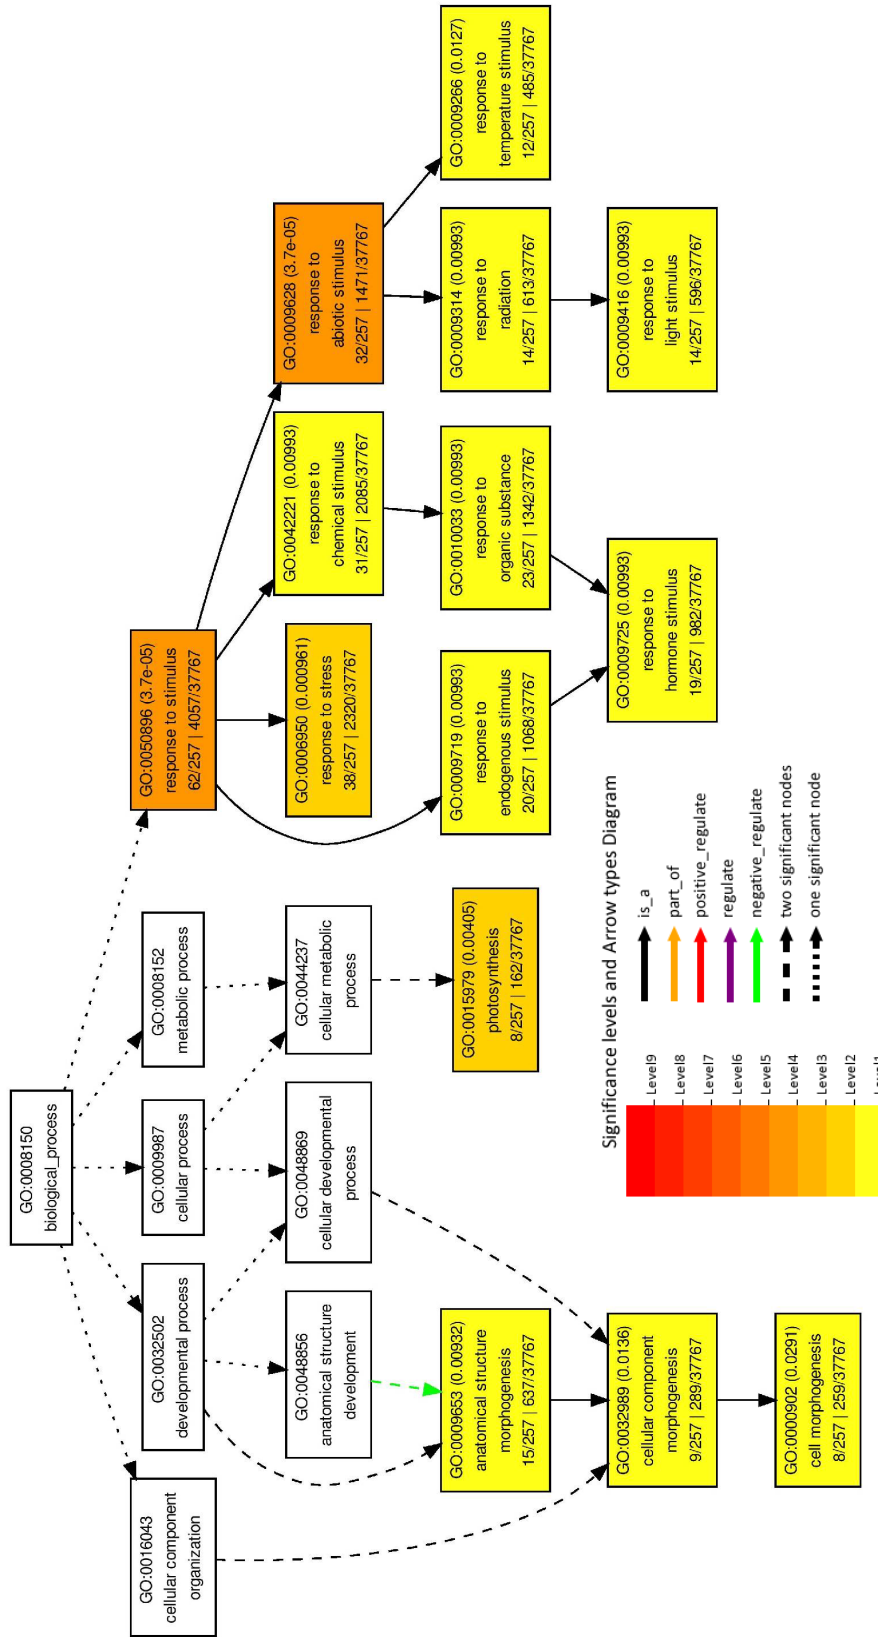 GO:0008150
biological_process
GO:0016043
cellular component
organization
GO:0032502
developmental process
GO:0009987
cellular process
GO:0008152
metabolic process
GO:0050896 (3.7e-05)
response to stimulus
62/257 | 4057/37767
GO:0048856
anatomical structure
development
GO:0048869
cellular developmental
process
GO:0044237
cellular metabolic
process
GO:0006950 (0.000961)
response to stress
38/257 | 2320/37767
GO:0042221 (0.00993)
response to
chemical stimulus
31/257 | 2085/37767
GO:0009628 (3.7e-05)
response to
abiotic stimulus
32/257 | 1471/37767
GO:0009653 (0.00932)
anatomical structure
morphogenesis
15/257 | 637/37767
GO:0015979 (0.00405)
photosynthesis
8/257 | 162/37767
GO:0009719 (0.00993)
response to
endogenous stimulus
20/257 | 1068/37767
GO:0010033 (0.00993)
response to
organic substance
23/257 | 1342/37767
GO:0009314 (0.00993)
response to
radiation
14/257 | 613/37767
GO:0009266 (0.0127)
response to
temperature stimulus
12/257 | 485/37767
GO:0032989 (0.0136)
cellular component
morphogenesis
9/257 | 289/37767
GO:0009725 (0.00993)
response to
hormone stimulus
19/257 | 982/37767
GO:0009416 (0.00993)
response to
light stimulus
14/257 | 596/37767
GO:0000902 (0.0291)
cell morphogenesis
8/257 | 259/37767
Significance levels and Arrow types Diagram
Level9
Level8
Level7
Level6
Level5
Level4
Level3
Level2
Level1
is_a
part_of
positive_regulate
regulate
negative_regulate
two significant nodes
one significant node